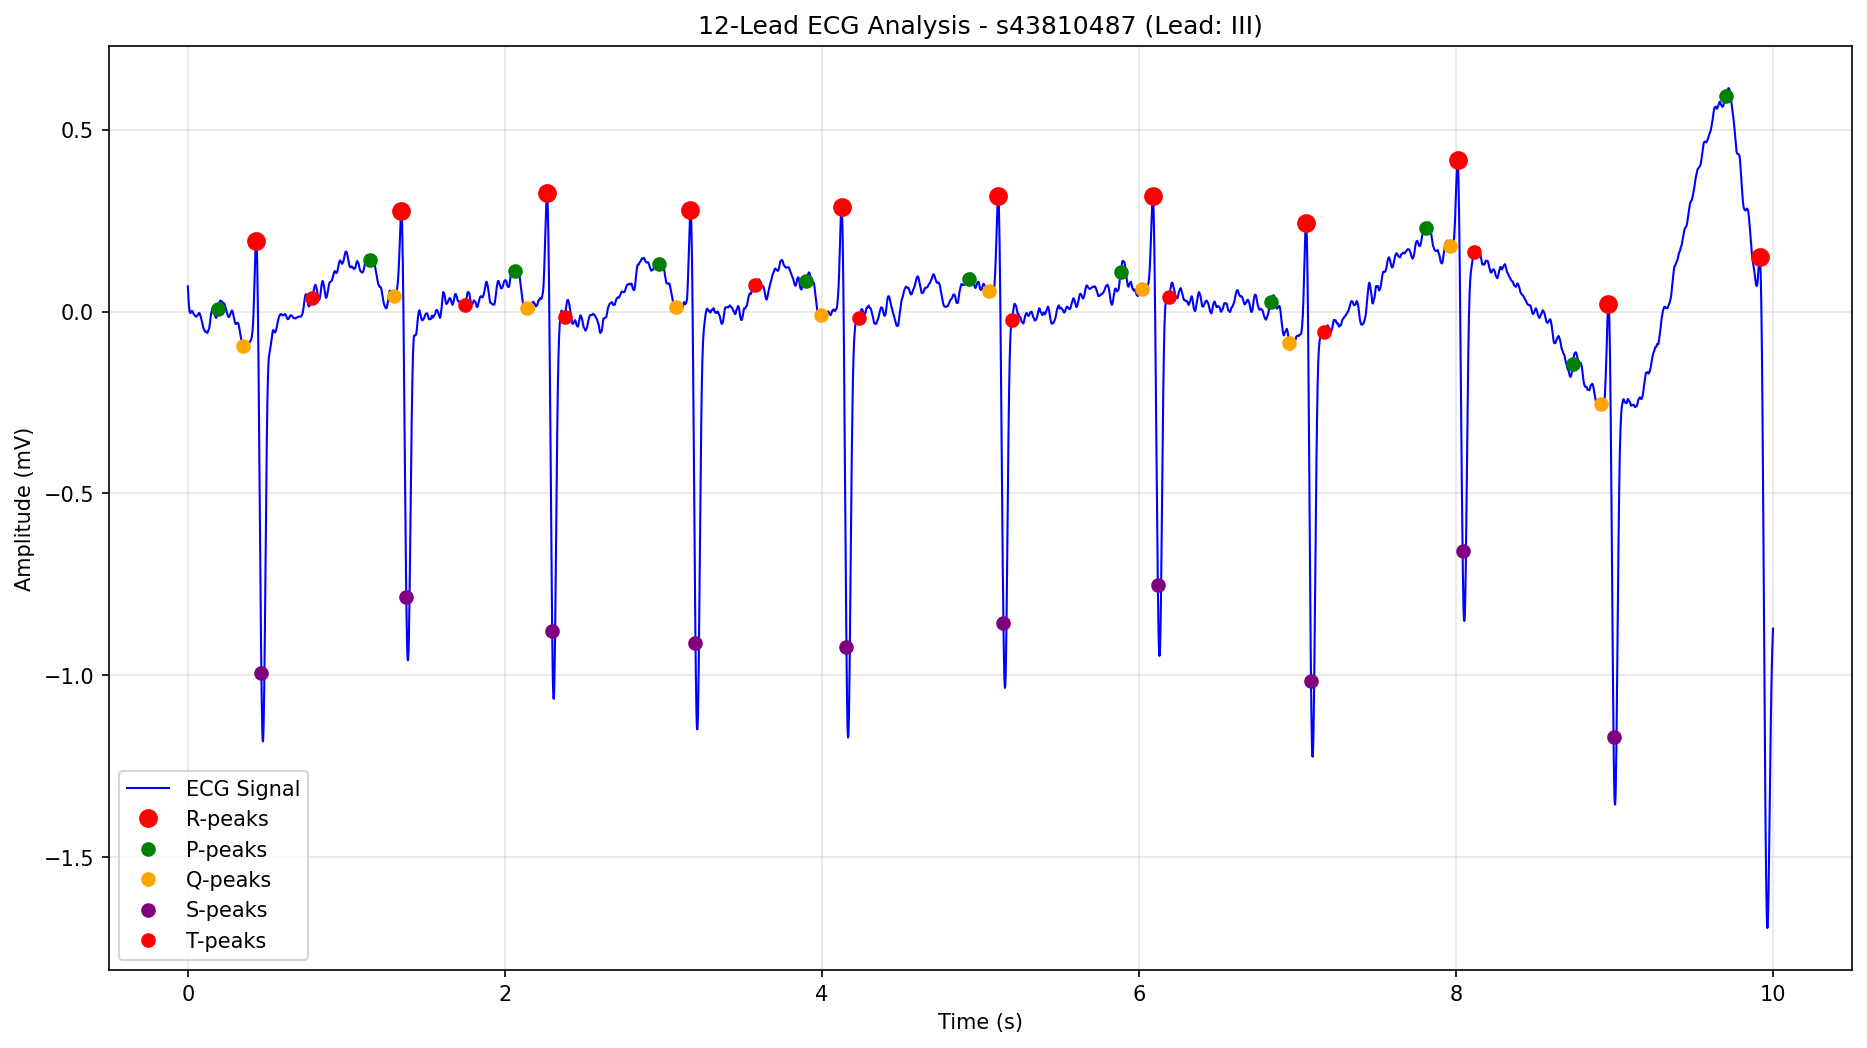 12-Lead ECG Analysis - s43810487 (Lead: III)
Amplitude (mV)
0.5
0.0
−0.5
−1.0
−1.5
ECG Signal
R-peaks
P-peaks
Q-peaks
S-peaks
T-peaks
0 2 4 6 8 10
Time (s)